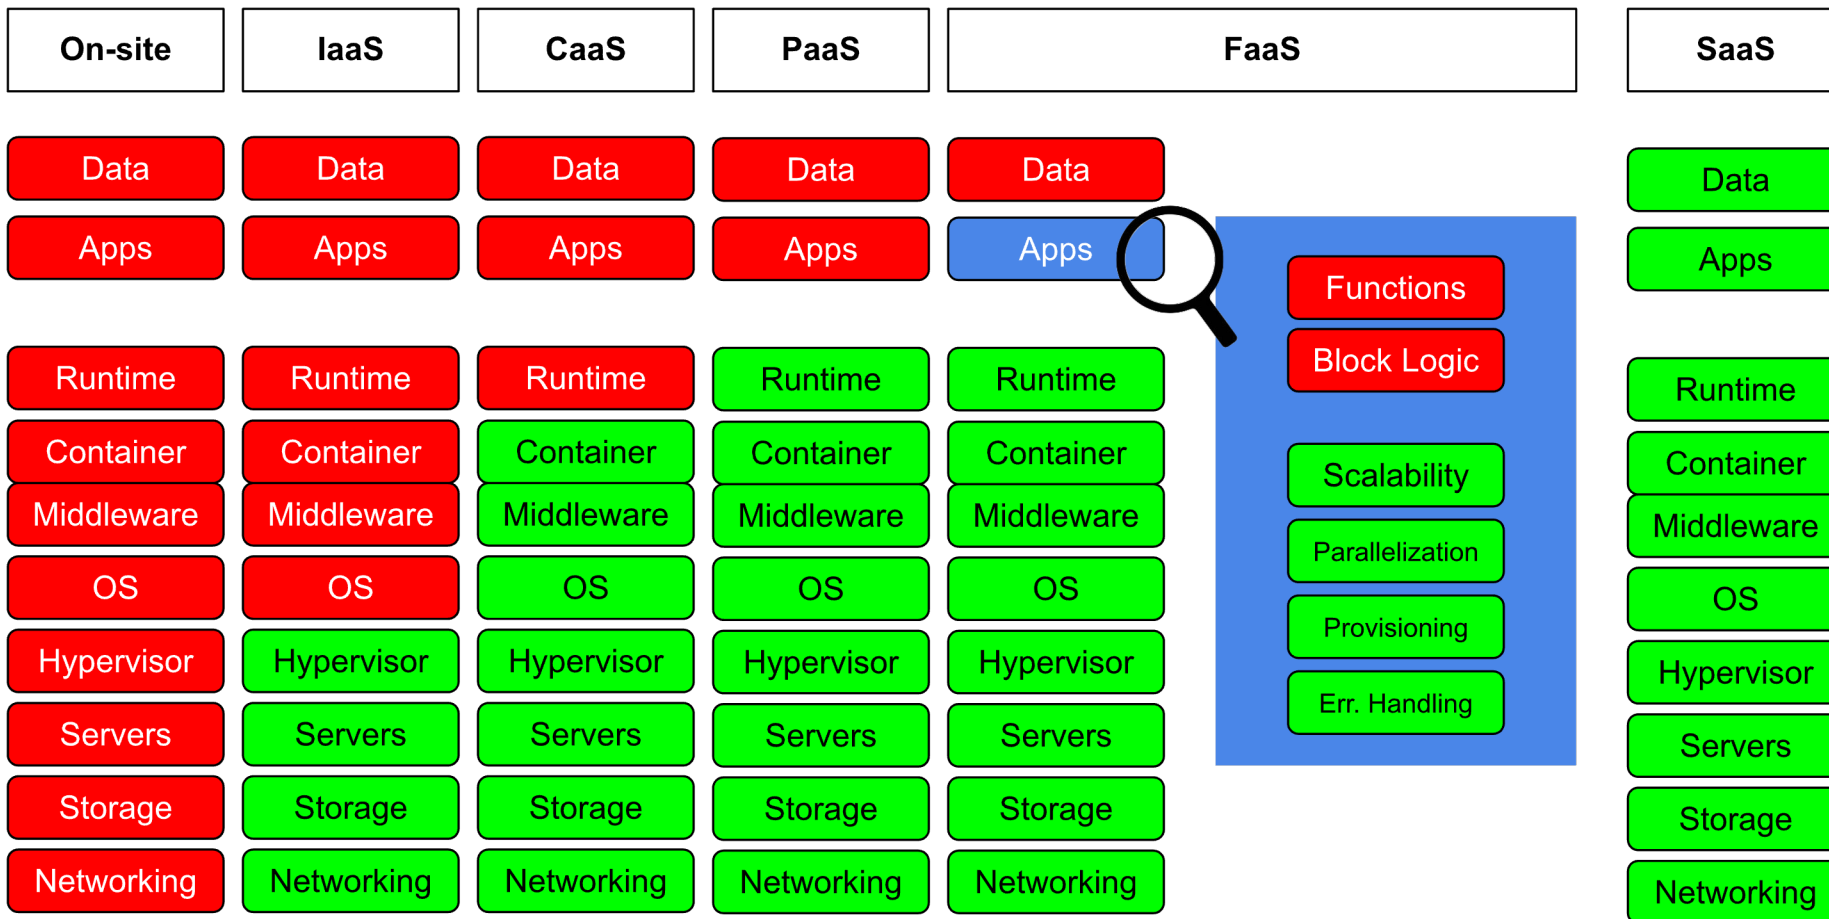 On-site
IaaS
CaaS
PaaS
FaaS
SaaS
Data
Data
Data
Data
Data
Data
Apps
Apps
Apps
Apps
Apps
Apps
Functions
Block Logic
Runtime
Runtime
Runtime
Runtime
Runtime
Runtime
Container
Container
Container
Container
Container
Scalability
Container
Middleware
Middleware
Middleware
Middleware
Middleware
Parallelization
Middleware
OS
OS
OS
OS
OS
Provisioning
OS
Hypervisor
Hypervisor
Hypervisor
Hypervisor
Hypervisor
Err. Handling
Hypervisor
Servers
Servers
Servers
Servers
Servers
Servers
Storage
Storage
Storage
Storage
Storage
Storage
Networking
Networking
Networking
Networking
Networking
Networking